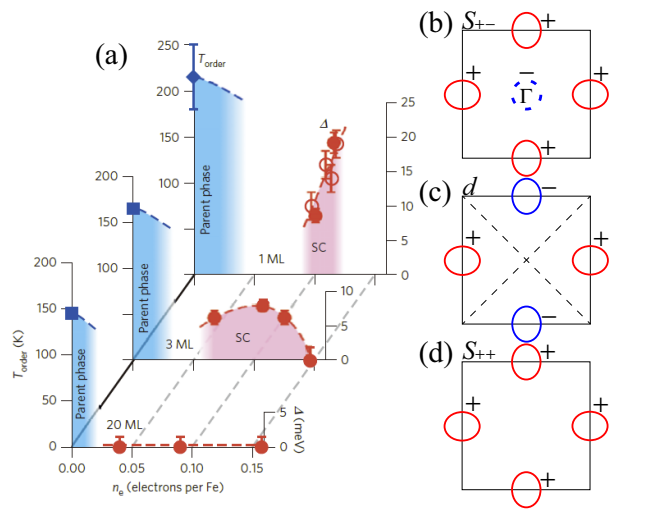 (a)
250
T_order
200
150
100
Parent phase
1 ML
Δ
SC
25
20
15
10
5
0
200
150
100
Parent phase
3 ML
SC
10
5
0
200
150
100
50
0
T_order (K)
Parent phase
20 ML
5
0
Δ (meV)
0.00
0.05
0.10
0.15
n_e (electrons per Fe)
(b) S_{+−}
+
+
−
+
Γ
+
(c) d
−
+
+
−
(d) S_{++}
+
+
+
+